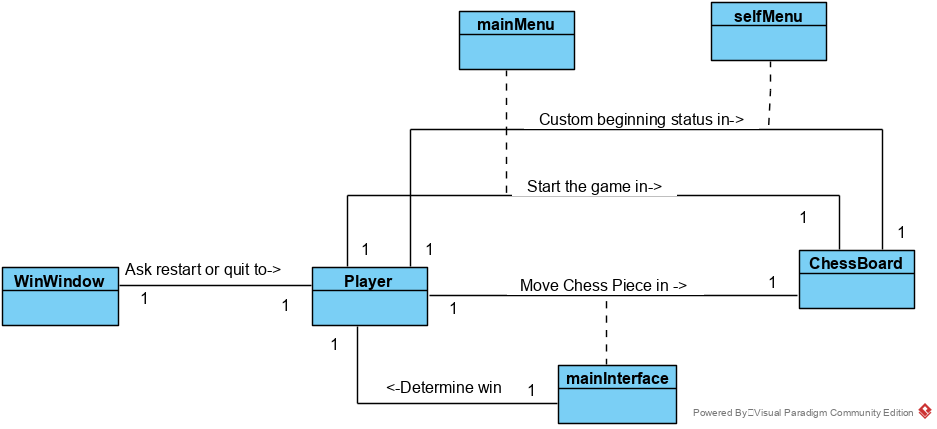 mainMenu
selfMenu
Custom beginning status in->
Start the game in->
1
1
1
1
Ask restart or quit to->
WinWindow
Player
ChessBoard
1
1
Move Chess Piece in ->
1
1
1
mainInterface
<-Determine win
1
Powered By Visual Paradigm Community Edition